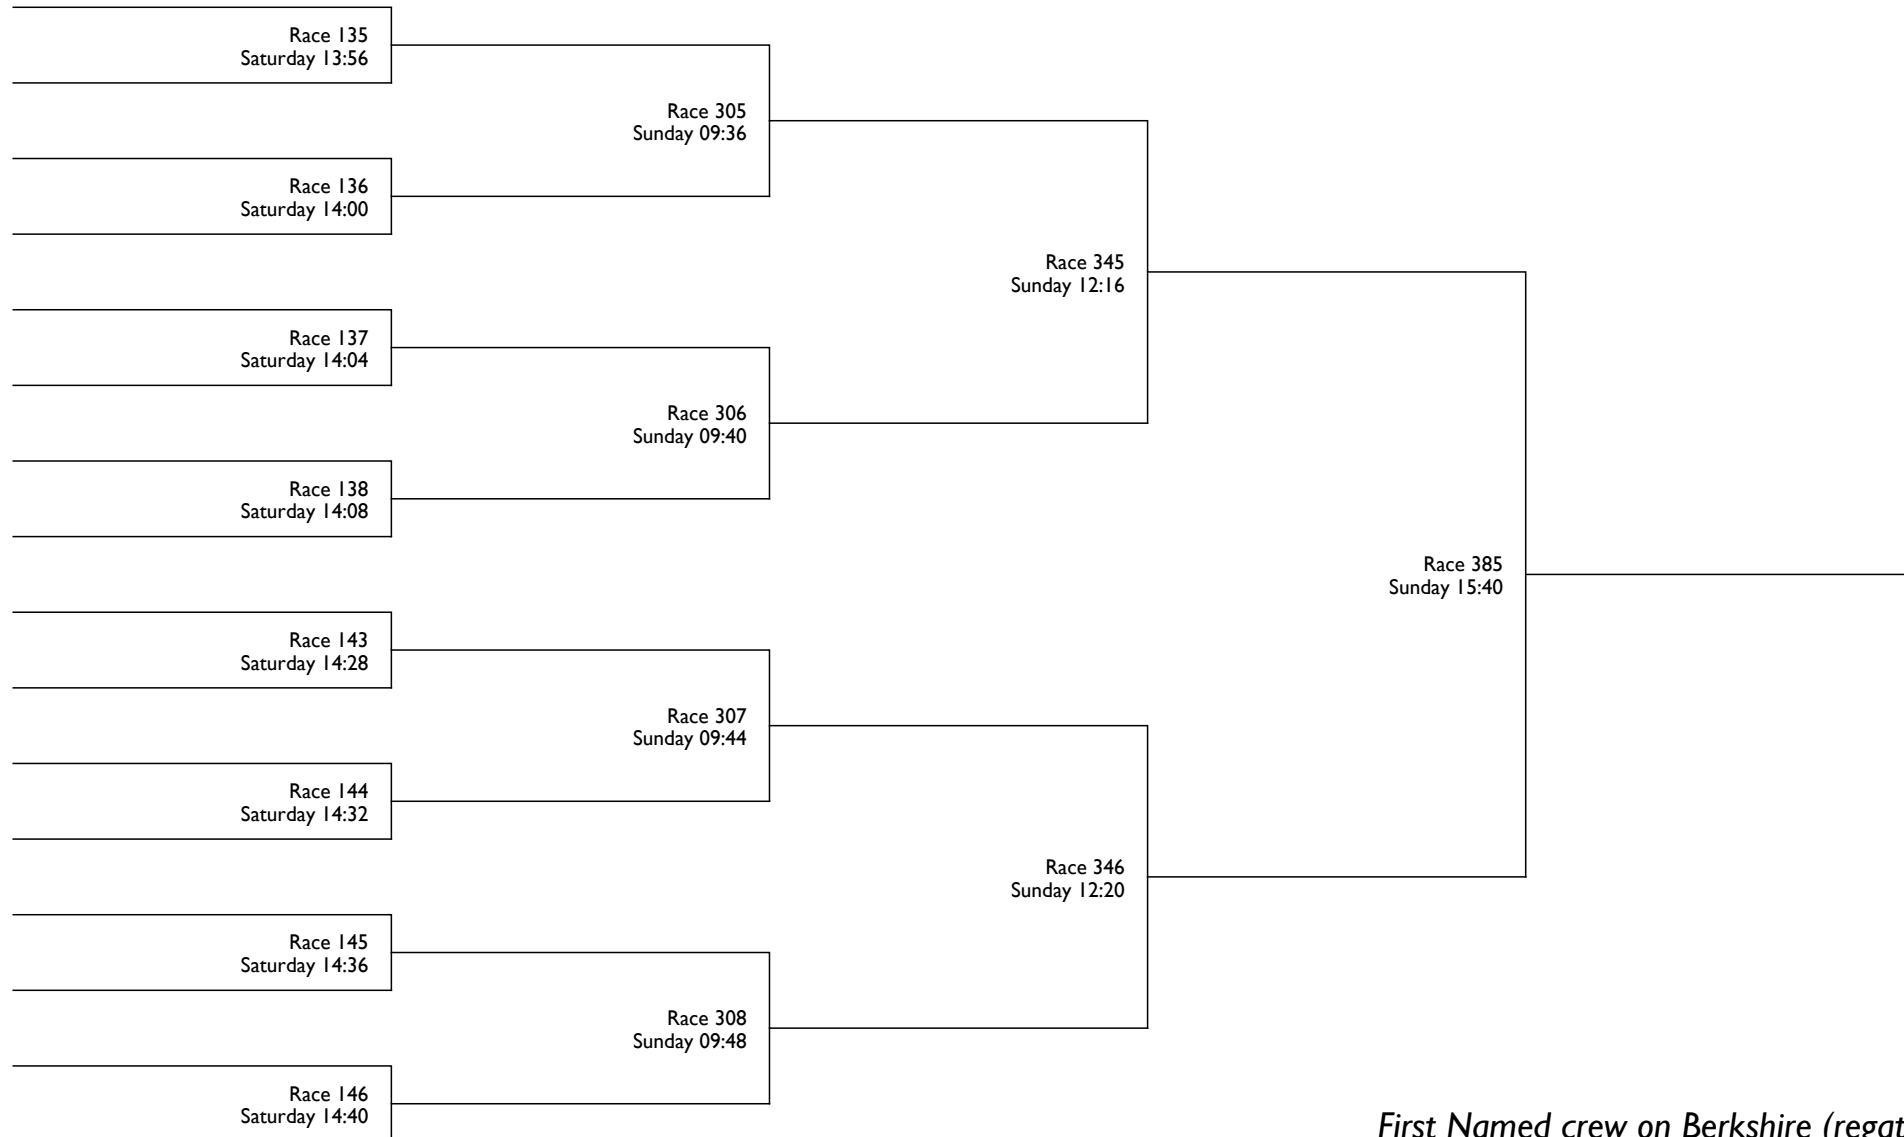 Race 135
Saturday 13:56
Race 305
Sunday 09:36
Race 136
Saturday 14:00
Race 345
Sunday 12:16
Race 137
Saturday 14:04
Race 306
Sunday 09:40
Race 138
Saturday 14:08
Race 385
Sunday 15:40
Race 143
Saturday 14:28
Race 307
Sunday 09:44
Race 144
Saturday 14:32
Race 346
Sunday 12:20
Race 145
Saturday 14:36
Race 308
Sunday 09:48
Race 146
Saturday 14:40
First Named crew on Berkshire (regat